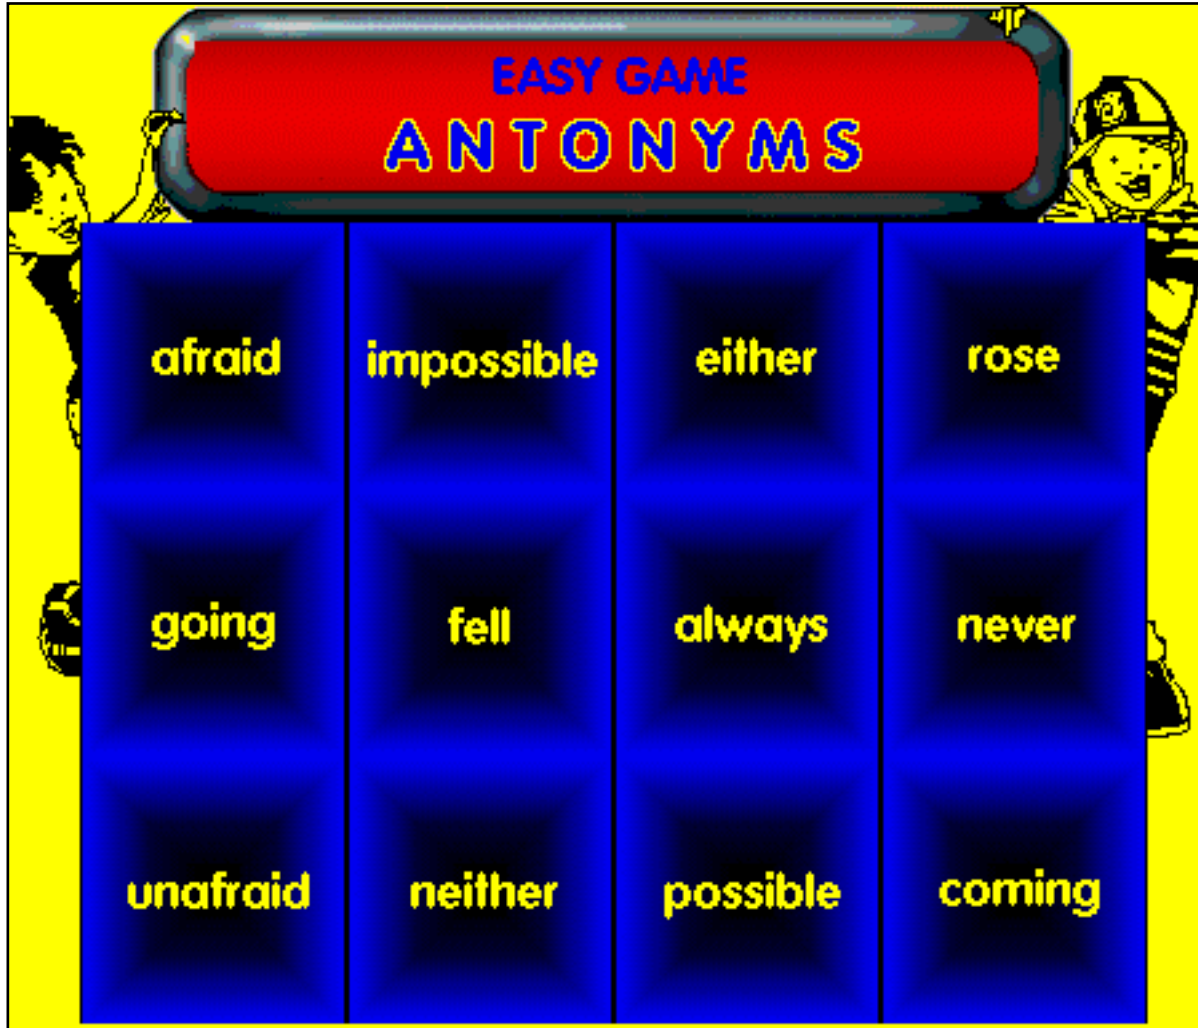 EASY GAME
ANTONYMS
afraid impossible either rose
going fell always never
unafraid neither possible coming